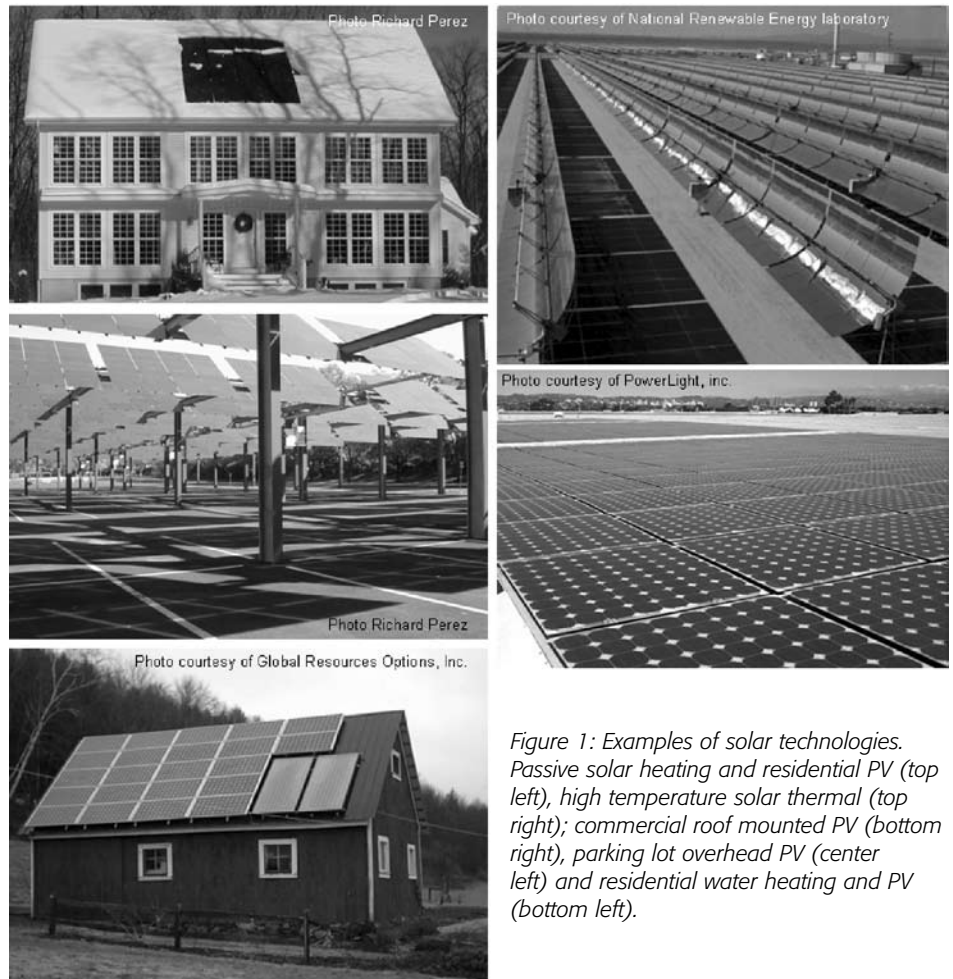 Photo Richard Perez
Photo courtesy of National Renewable Energy laboratory
Photo courtesy of PowerLight, inc.
Photo Richard Perez
Photo courtesy of Global Resources Options, Inc.
Figure 1: Examples of solar technologies.
Passive solar heating and residential PV (top
left), high temperature solar thermal (top
right); commercial roof mounted PV (bottom
right), parking lot overhead PV (center
left) and residential water heating and PV
(bottom left).